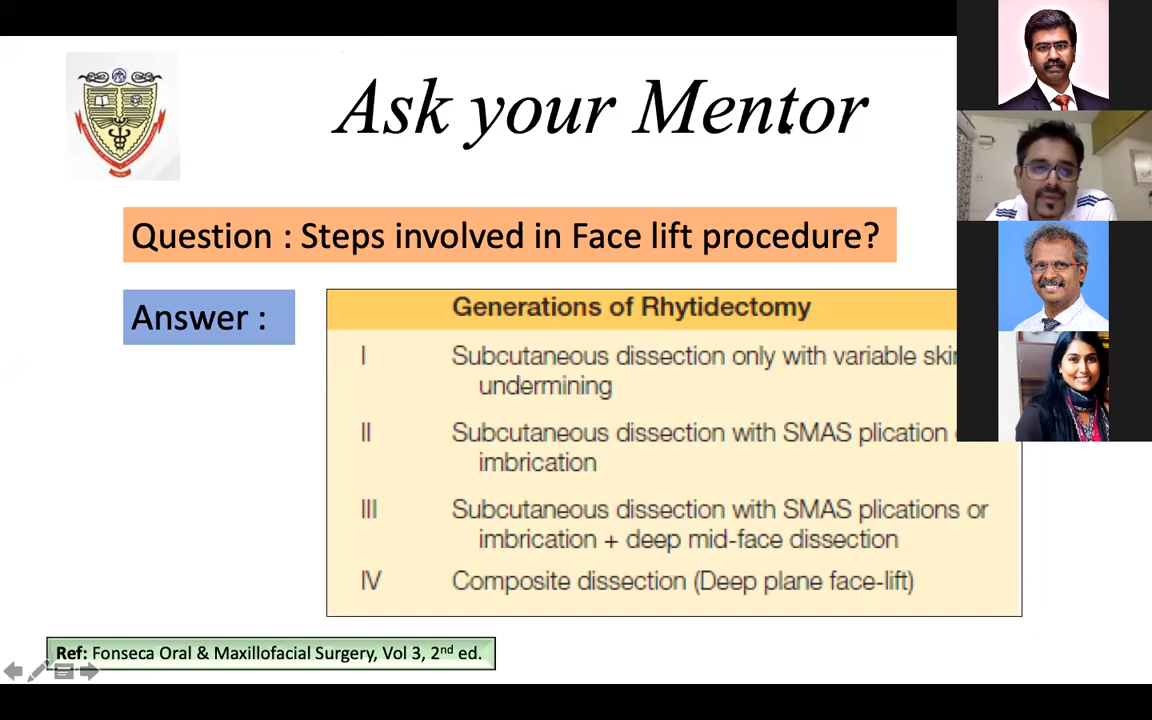 Ask your Mentor
Question : Steps involved in Face lift procedure?
Answer :
Generations of Rhytidectomy
I Subcutaneous dissection only with variable
undermining
II Subcutaneous dissection with SMAS plication
imbrication
III Subcutaneous dissection with SMAS plications or
imbrication + deep mid-face dissection
IV Composite dissection (Deep plane face-lift)
Ref: Fonseca Oral & Maxillofacial Surgery, Vol 3, 2nd ed.